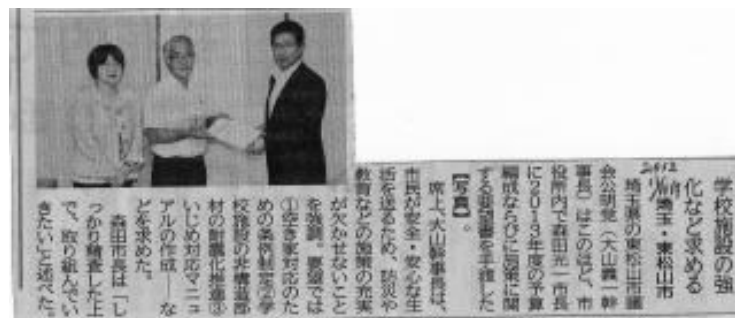 学校施設の強
化など求める
2012
埼玉・東松山市
埼玉県の東松山市議
会公明党（大山義一幹
事長）はこのほど、市
役所内で森田光一市長
に2013年度の予算
編成ならびに施策に関
する要望書を手渡した
【写真】。
席上、大山幹事長は、
市民が安全・安心な生
活を送るため、防災や
教育などの施策の充実
が欠かせないこと
を強調。要望では
①空き家対応のた
めの条例制定②学
校施設の非構造部
材の耐震化推進③
いじめ対応マニュ
アルの作成――な
どを求めた。
森田市長は「し
っかり精査した上
で、取り組んでい
きたい」と述べた。